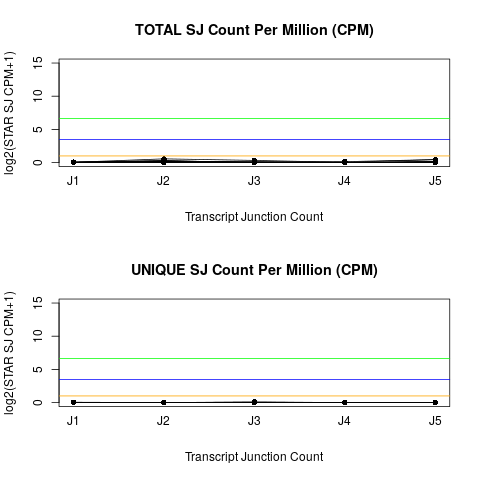 TOTAL SJ Count Per Million (CPM)
log2(STAR SJ CPM+1)
15
10
5
0
J1 J2 J3 J4 J5
Transcript Junction Count
UNIQUE SJ Count Per Million (CPM)
log2(STAR SJ CPM+1)
15
10
5
0
J1 J2 J3 J4 J5
Transcript Junction Count